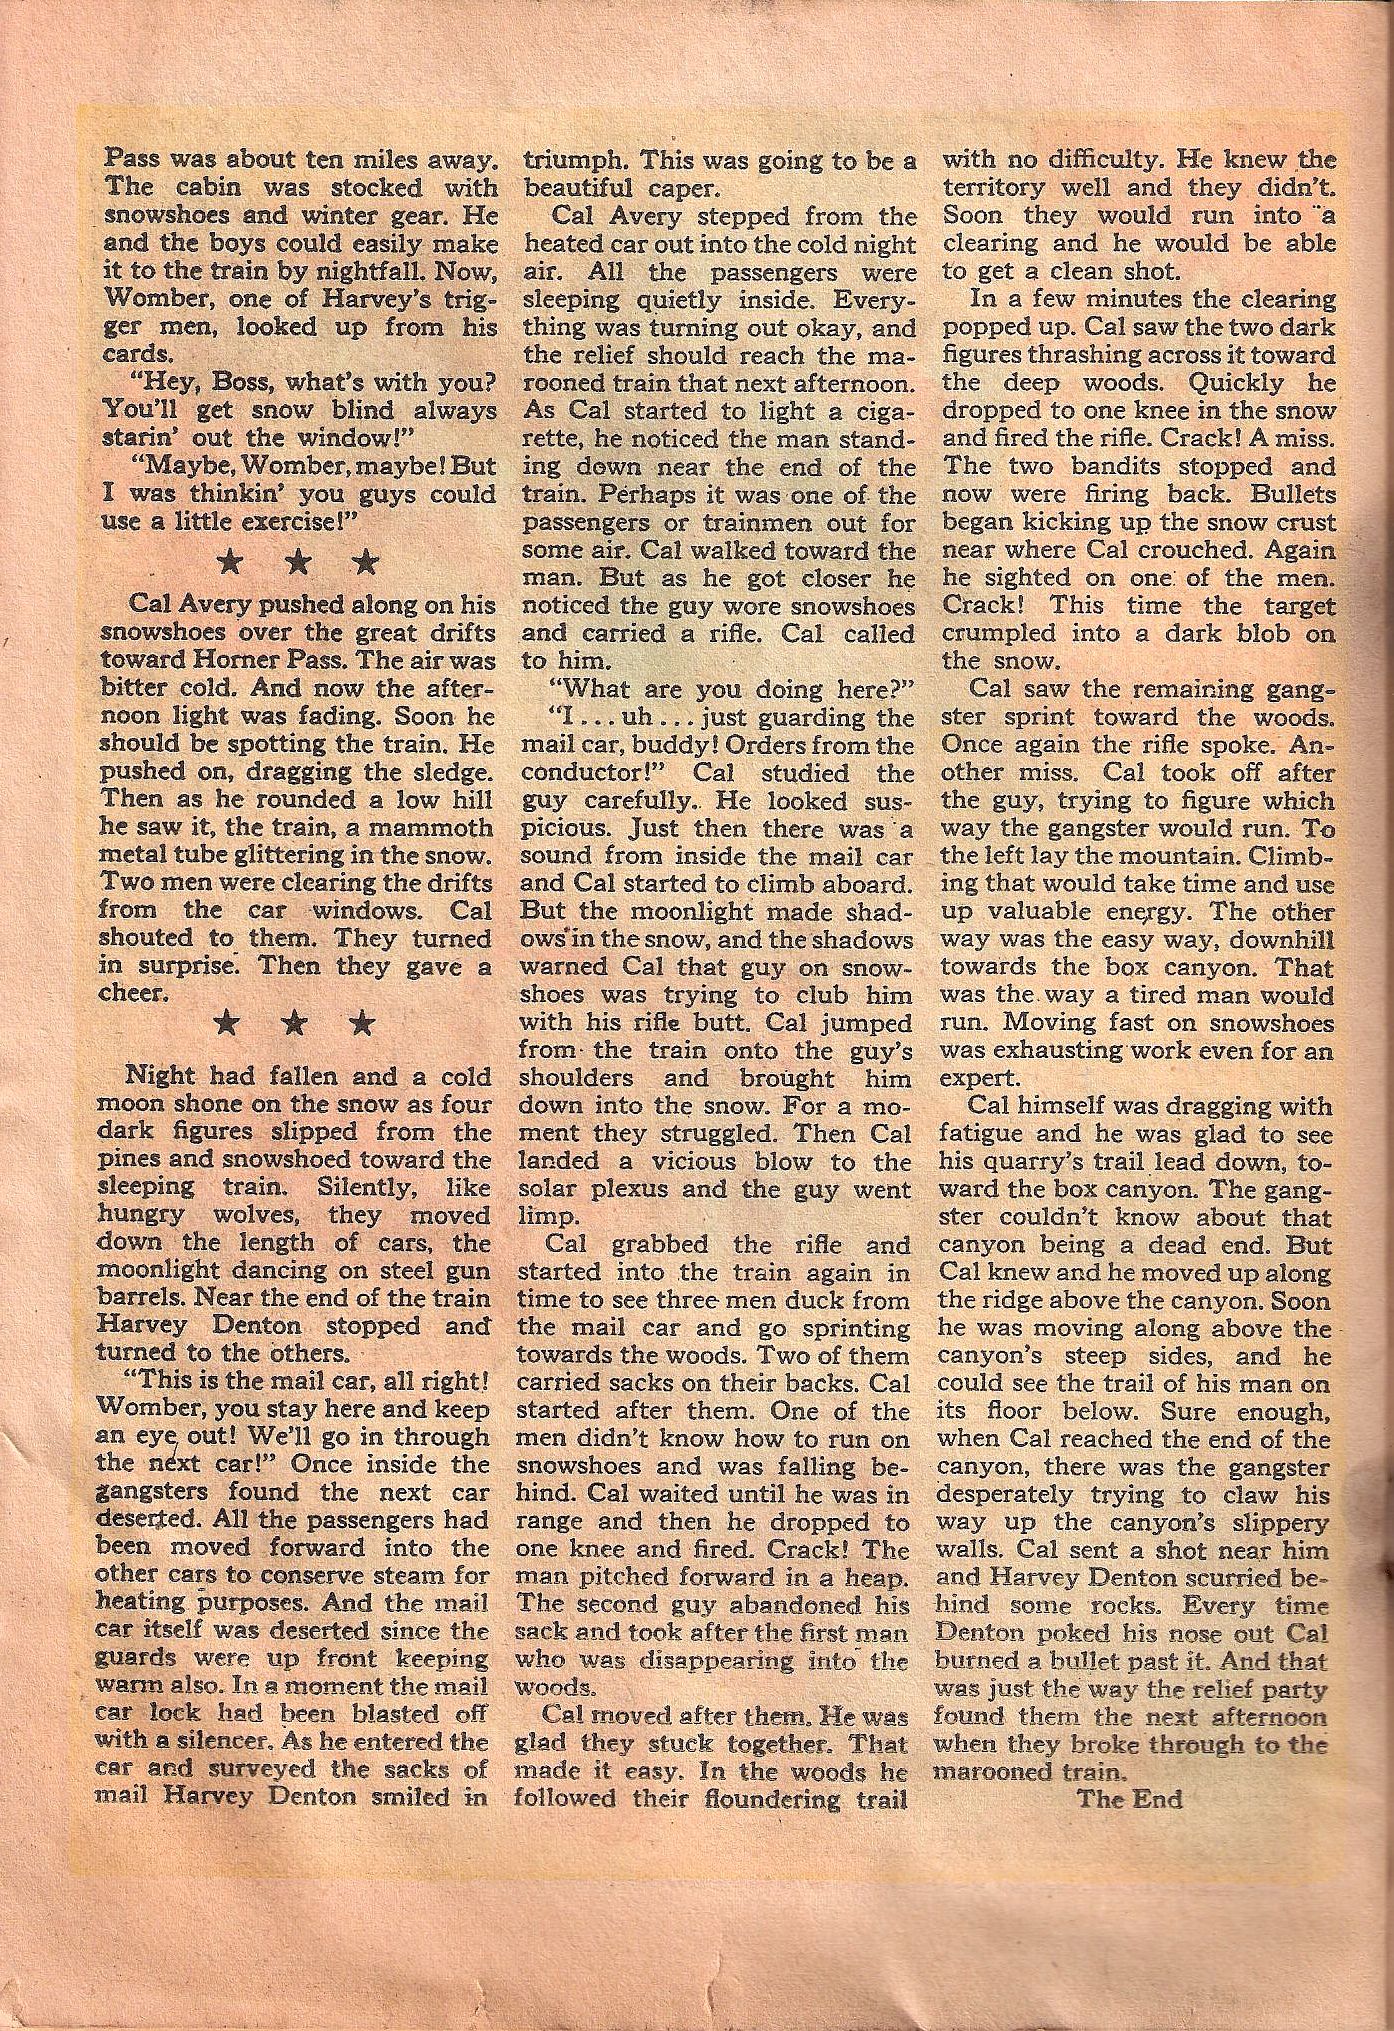 Pass was about ten miles away.
The cabin was stocked with
snowshoes and winter gear. He
and the boys could easily make
it to the train by nightfall. Now,
Womber, one of Harvey's trig-
ger men, looked up from his
cards.
"Hey, Boss, what's with you?
You'll get snow blind always
starin' out the window!"
"Maybe, Womber, maybe! But
I was thinkin' you guys could
use a little exercise!"
★ ★ ★
Cal Avery pushed along on his
snowshoes over the great drifts
toward Horner Pass. The air was
bitter cold. And now the after-
noon light was fading. Soon he
should be spotting the train. He
pushed on, dragging the sledge.
Then as he rounded a low hill
he saw it, the train, a mammoth
metal tube glittering in the snow.
Two men were clearing the drifts
from the car windows. Cal
shouted to them. They turned
in surprise. Then they gave a
cheer.
★ ★ ★
Night had fallen and a cold
moon shone on the snow as four
dark figures slipped from the
pines and snowshoed toward the
sleeping train. Silently, like
hungry wolves, they moved
down the length of cars, the
moonlight dancing on steel gun
barrels. Near the end of the train
Harvey Denton stopped and
turned to the others.
"This is the mail car, all right!
Womber, you stay here and keep
an eye out! We'll go in through
the next car!" Once inside the
gangsters found the next car
deserted. All the passengers had
been moved forward into the
other cars to conserve steam for
heating purposes. And the mail
car itself was deserted since the
guards were up front keeping
warm also. In a moment the mail
car lock had been blasted off
with a silencer. As he entered the
car and surveyed the sacks of
mail Harvey Denton smiled in
triumph. This was going to be a
beautiful caper.
Cal Avery stepped from the
heated car out into the cold night
air. All the passengers were
sleeping quietly inside. Every-
thing was turning out okay, and
the relief should reach the ma-
rooned train that next afternoon.
As Cal started to light a ciga-
rette, he noticed the man stand-
ing down near the end of the
train. Perhaps it was one of the
passengers or trainmen out for
some air. Cal walked toward the
man. But as he got closer he
noticed the guy wore snowshoes
and carried a rifle. Cal called
to him.
"What are you doing here?"
"I...uh...just guarding the
mail car, buddy! Orders from the
conductor!" Cal studied the
guy carefully. He looked sus-
picious. Just then there was a
sound from inside the mail car
and Cal started to climb aboard.
But the moonlight made shad-
ows in the snow, and the shadows
warned Cal that guy on snow-
shoes was trying to club him
with his rifle butt. Cal jumped
from the train onto the guy's
shoulders and brought him
down into the snow. For a mo-
ment they struggled. Then Cal
landed a vicious blow to the
solar plexus and the guy went
limp.
Cal grabbed the rifle and
started into the train again in
time to see three men duck from
the mail car and go sprinting
towards the woods. Two of them
carried sacks on their backs. Cal
started after them. One of the
men didn't know how to run on
snowshoes and was falling be-
hind. Cal waited until he was in
range and then he dropped to
one knee and fired. Crack! The
man pitched forward in a heap.
The second guy abandoned his
sack and took after the first man
who was disappearing into the
woods.
Cal moved after them. He was
glad they stuck together. That
made it easy. In the woods he
followed their floundering trail
with no difficulty. He knew the
territory well and they didn't.
Soon they would run into a
clearing and he would be able
to get a clean shot.
In a few minutes the clearing
popped up. Cal saw the two dark
figures thrashing across it toward
the deep woods. Quickly he
dropped to one knee in the snow
and fired the rifle. Crack! A miss.
The two bandits stopped and
now were firing back. Bullets
began kicking up the snow crust
near where Cal crouched. Again
he sighted on one of the men.
Crack! This time the target
crumpled into a dark blob on
the snow.
Cal saw the remaining gang-
ster sprint toward the woods.
Once again the rifle spoke. An-
other miss. Cal took off after
the guy, trying to figure which
way the gangster would run. To
the left lay the mountain. Climb-
ing that would take time and use
up valuable energy. The other
way was the easy way, downhill
towards the box canyon. That
was the way a tired man would
run. Moving fast on snowshoes
was exhausting work even for an
expert.
Cal himself was dragging with
fatigue and he was glad to see
his quarry's trail lead down, to-
ward the box canyon. The gang-
ster couldn't know about that
canyon being a dead end. But
Cal knew and he moved up along
the ridge above the canyon. Soon
he was moving along above the
canyon's steep sides, and he
could see the trail of his man on
its floor below. Sure enough,
when Cal reached the end of the
canyon, there was the gangster
desperately trying to claw his
way up the canyon's slippery
walls. Cal sent a shot near him
and Harvey Denton scurried be-
hind some rocks. Every time
Denton poked his nose out Cal
burned a bullet past it. And that
was just the way the relief party
found them the next afternoon
when they broke through to the
marooned train.
The End